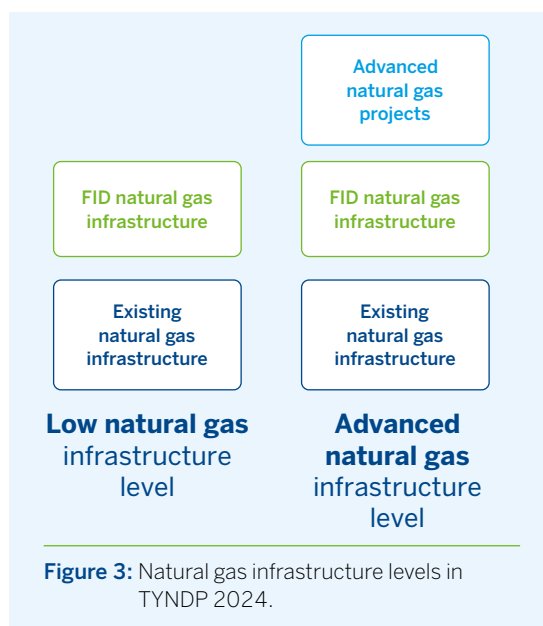 Advanced
natural gas
projects
FID natural gas
infrastructure
FID natural gas
infrastructure
Existing
natural gas
infrastructure
Existing
natural gas
infrastructure
Low natural gas
infrastructure
level
Advanced
natural gas
infrastructure
level
Figure 3: Natural gas infrastructure levels in
TYNDP 2024.